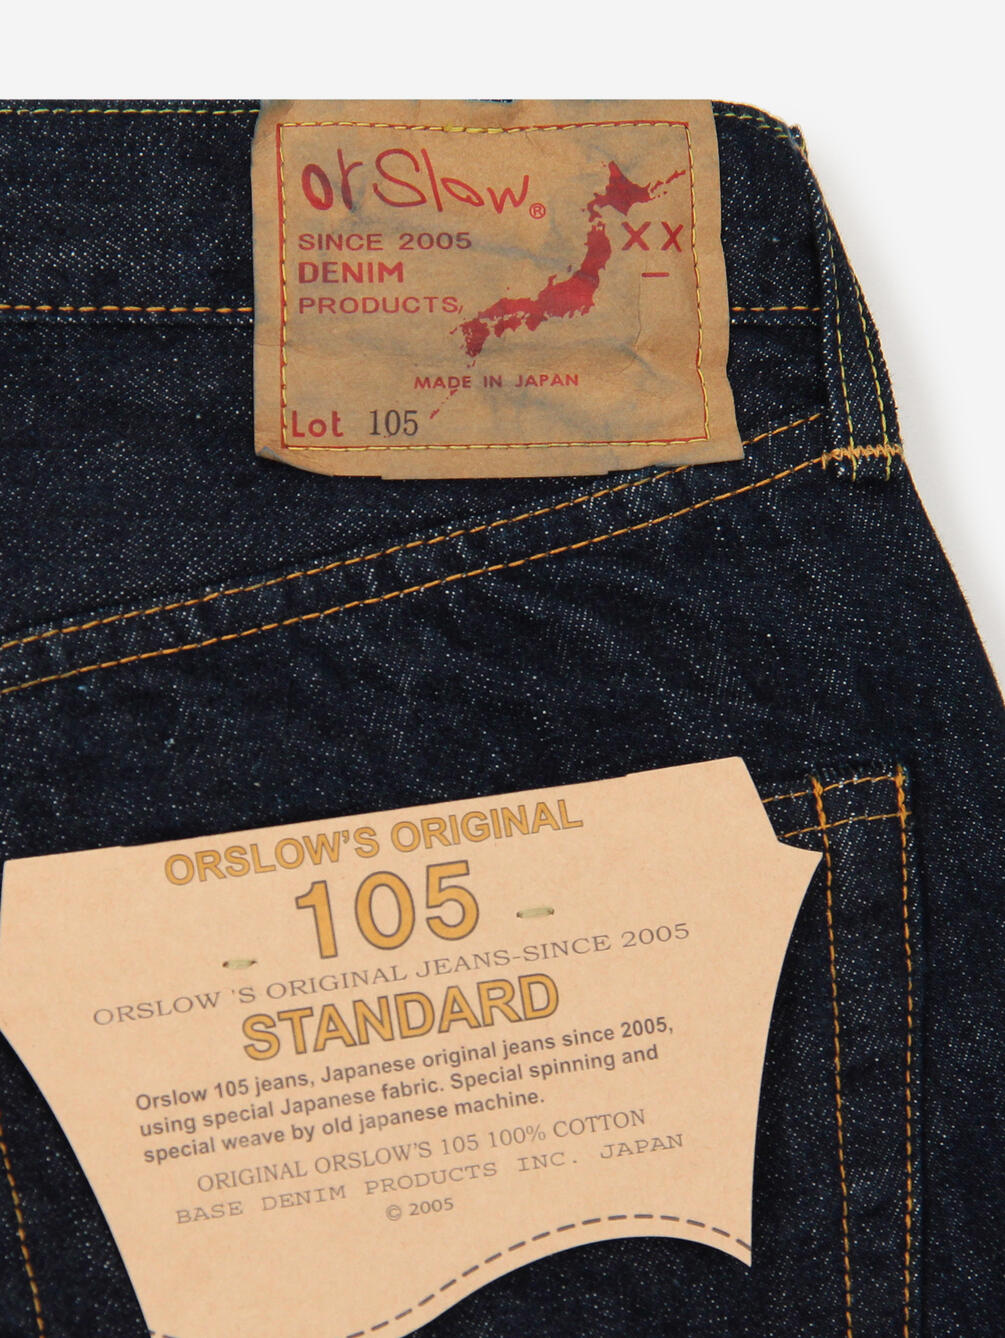 orSlow®
SINCE 2005
DENIM
PRODUCTS,
XX
MADE IN JAPAN
Lot 105
ORSLOW'S ORIGINAL
105
ORSLOW 'S ORIGINAL JEANS-SINCE 2005
STANDARD
Orslow 105 jeans, Japanese original jeans since 2005,
using special Japanese fabric. Special spinning and
special weave by old japanese machine.
ORIGINAL ORSLOW'S 105 100% COTTON
BASE DENIM PRODUCTS INC. JAPAN
© 2005